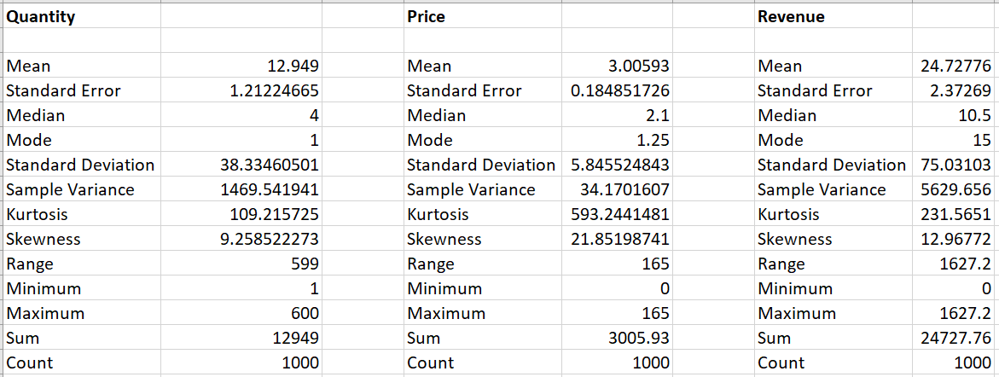 Quantity Price Revenue
Mean 12.949 Mean 3.00593 Mean 24.72776
Standard Error 1.21224665 Standard Error 0.184851726 Standard Error 2.37269
Median 4 Median 2.1 Median 10.5
Mode 1 Mode 1.25 Mode 15
Standard Deviation 38.33460501 Standard Deviation 5.845524843 Standard Deviation 75.03103
Sample Variance 1469.541941 Sample Variance 34.1701607 Sample Variance 5629.656
Kurtosis 109.215725 Kurtosis 593.2441481 Kurtosis 231.5651
Skewness 9.258522273 Skewness 21.85198741 Skewness 12.96772
Range 599 Range 165 Range 1627.2
Minimum 1 Minimum 0 Minimum 0
Maximum 600 Maximum 165 Maximum 1627.2
Sum 12949 Sum 3005.93 Sum 24727.76
Count 1000 Count 1000 Count 1000